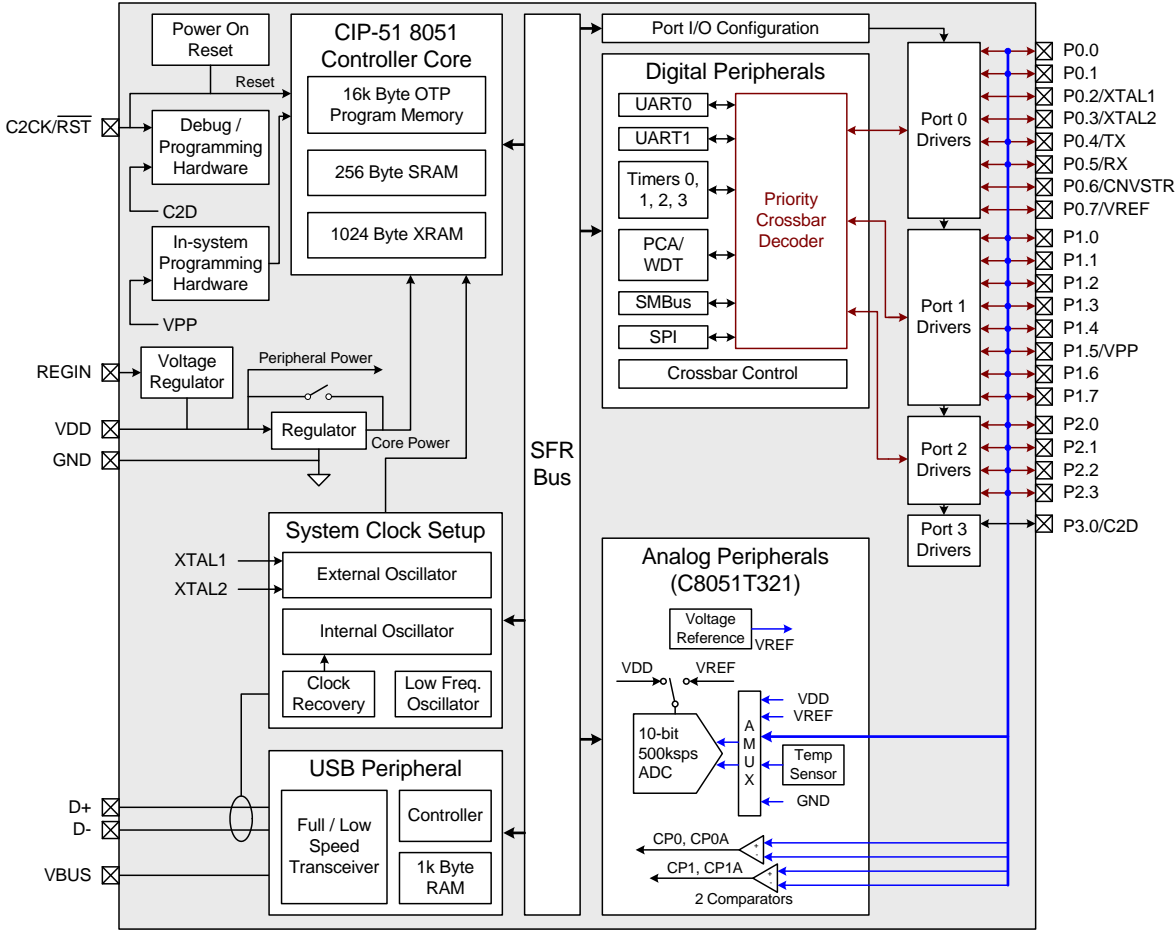 Power On
Reset
Reset
C2CK/RST
Debug /
Programming
Hardware
C2D
In-system
Programming
Hardware
VPP
CIP-51 8051
Controller Core
16k Byte OTP
Program Memory
256 Byte SRAM
1024 Byte XRAM
REGIN
Voltage
Regulator
Peripheral Power
VDD
Regulator
Core Power
GND
System Clock Setup
XTAL1
XTAL2
External Oscillator
Internal Oscillator
Clock
Recovery
Low Freq.
Oscillator
USB Peripheral
D+
D-
VBUS
Full / Low
Speed
Transceiver
Controller
1k Byte
RAM
SFR
Bus
Port I/O Configuration
Digital Peripherals
UART0
UART1
Timers 0,
1, 2, 3
PCA/
WDT
SMBus
SPI
Priority
Crossbar
Decoder
Crossbar Control
Port 0
Drivers
Port 1
Drivers
Port 2
Drivers
Port 3
Drivers
P0.0
P0.1
P0.2/XTAL1
P0.3/XTAL2
P0.4/TX
P0.5/RX
P0.6/CNVSTR
P0.7/VREF
P1.0
P1.1
P1.2
P1.3
P1.4
P1.5/VPP
P1.6
P1.7
P2.0
P2.1
P2.2
P2.3
P3.0/C2D
Analog Peripherals
(C8051T321)
Voltage
Reference
VREF
VDD
VREF
10-bit
500ksps
ADC
A
M
U
X
VDD
VREF
Temp
Sensor
GND
CP0, CP0A
+
-
CP1, CP1A
+
-
2 Comparators